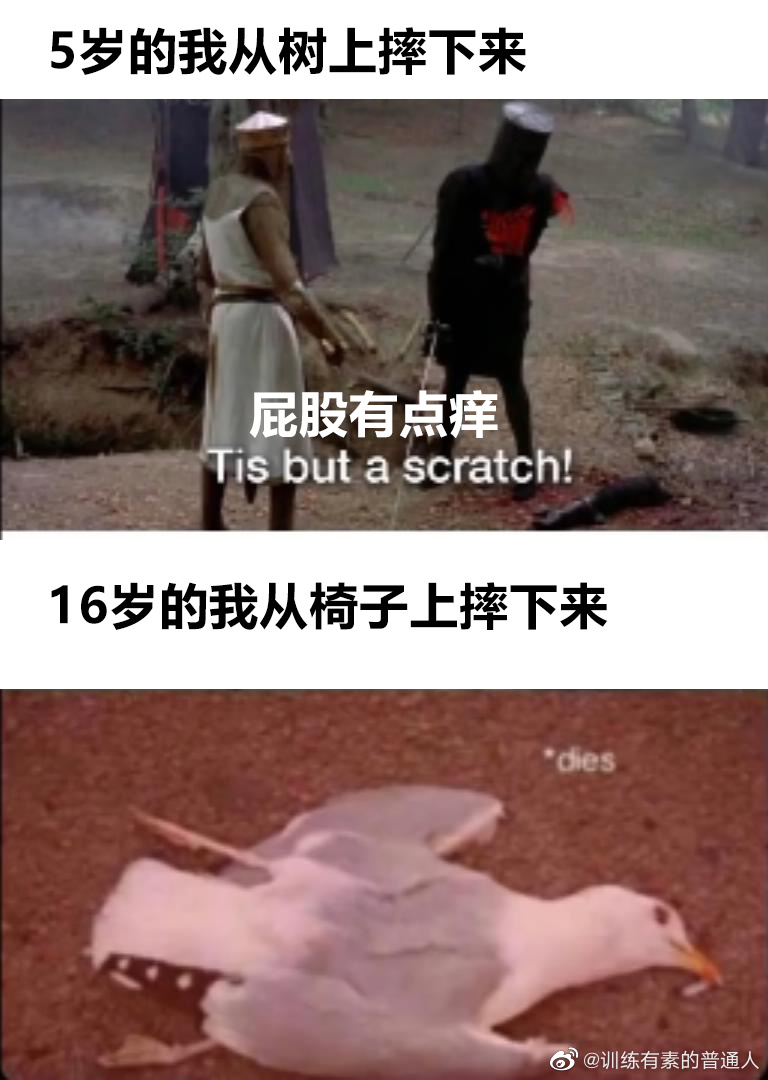 5岁的我从树上摔下来
屁股有点痒
Tis but a scratch!
16岁的我从椅子上摔下来
*dies
@训练有素的普通人